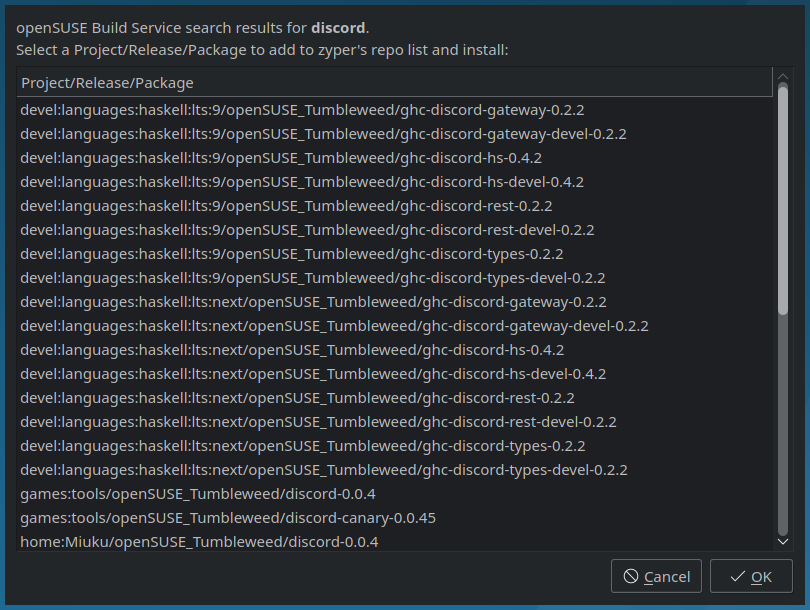 openSUSE Build Service search results for discord.
Select a Project/Release/Package to add to zyper's repo list and install:
Project/Release/Package
devel:languages:haskell:lts:9/openSUSE_Tumbleweed/ghc-discord-gateway-0.2.2
devel:languages:haskell:lts:9/openSUSE_Tumbleweed/ghc-discord-gateway-devel-0.2.2
devel:languages:haskell:lts:9/openSUSE_Tumbleweed/ghc-discord-hs-0.4.2
devel:languages:haskell:lts:9/openSUSE_Tumbleweed/ghc-discord-hs-devel-0.4.2
devel:languages:haskell:lts:9/openSUSE_Tumbleweed/ghc-discord-rest-0.2.2
devel:languages:haskell:lts:9/openSUSE_Tumbleweed/ghc-discord-rest-devel-0.2.2
devel:languages:haskell:lts:9/openSUSE_Tumbleweed/ghc-discord-types-0.2.2
devel:languages:haskell:lts:9/openSUSE_Tumbleweed/ghc-discord-types-devel-0.2.2
devel:languages:haskell:lts:next/openSUSE_Tumbleweed/ghc-discord-gateway-0.2.2
devel:languages:haskell:lts:next/openSUSE_Tumbleweed/ghc-discord-gateway-devel-0.2.2
devel:languages:haskell:lts:next/openSUSE_Tumbleweed/ghc-discord-hs-0.4.2
devel:languages:haskell:lts:next/openSUSE_Tumbleweed/ghc-discord-hs-devel-0.4.2
devel:languages:haskell:lts:next/openSUSE_Tumbleweed/ghc-discord-rest-0.2.2
devel:languages:haskell:lts:next/openSUSE_Tumbleweed/ghc-discord-rest-devel-0.2.2
devel:languages:haskell:lts:next/openSUSE_Tumbleweed/ghc-discord-types-0.2.2
devel:languages:haskell:lts:next/openSUSE_Tumbleweed/ghc-discord-types-devel-0.2.2
games:tools/openSUSE_Tumbleweed/discord-0.0.4
games:tools/openSUSE_Tumbleweed/discord-canary-0.0.45
home:Miuku/openSUSE_Tumbleweed/discord-0.0.4
Cancel OK